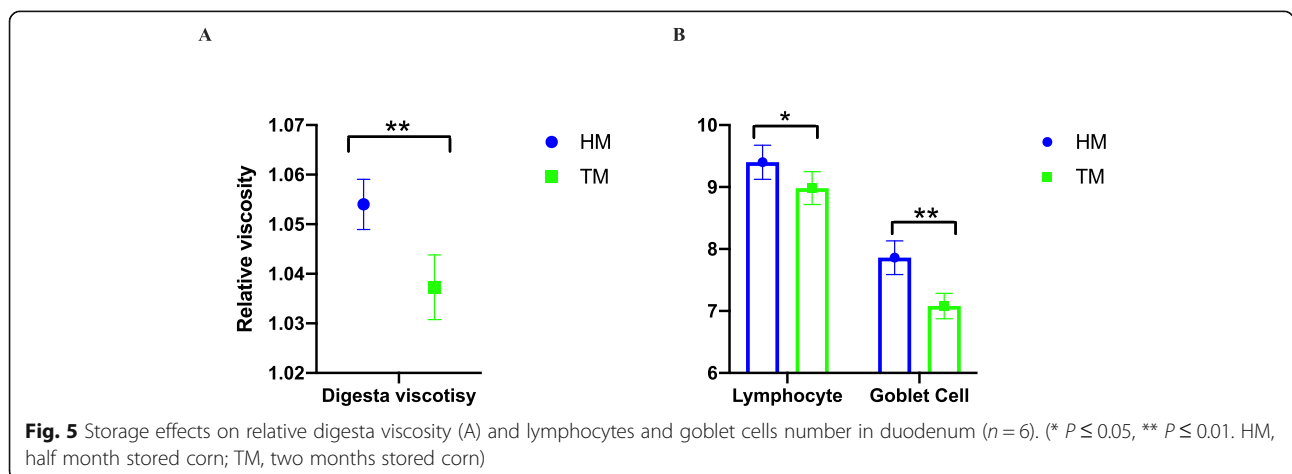 A
B
**
HM
TM
Relative viscosity
1.07
1.06
1.05
1.04
1.03
1.02
Digesta viscotisy
*
**
HM
TM
10
9
8
7
6
Lymphocyte Goblet Cell
Fig. 5 Storage effects on relative digesta viscosity (A) and lymphocytes and goblet cells number in duodenum (n = 6). (* P ≤ 0.05, ** P ≤ 0.01. HM,
half month stored corn; TM, two months stored corn)